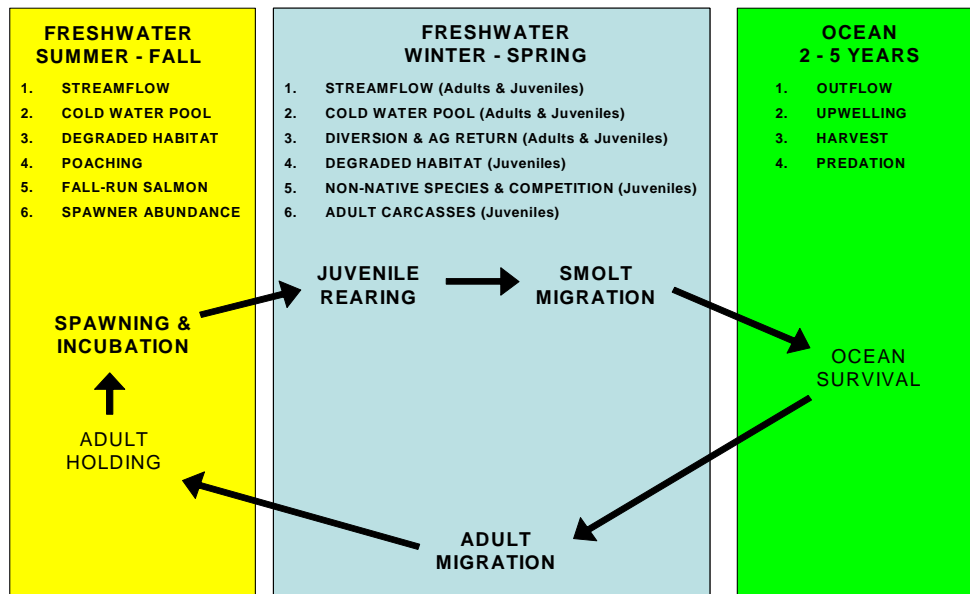 FRESHWATER
SUMMER - FALL
1. STREAMFLOW
2. COLD WATER POOL
3. DEGRADED HABITAT
4. POACHING
5. FALL-RUN SALMON
6. SPAWNER ABUNDANCE
SPAWNING &
INCUBATION
ADULT
HOLDING
FRESHWATER
WINTER - SPRING
1. STREAMFLOW (Adults & Juveniles)
2. COLD WATER POOL (Adults & Juveniles)
3. DIVERSION & AG RETURN (Adults & Juveniles)
4. DEGRADED HABITAT (Juveniles)
5. NON-NATIVE SPECIES & COMPETITION (Juveniles)
6. ADULT CARCASSES (Juveniles)
JUVENILE
REARING
SMOLT
MIGRATION
ADULT
MIGRATION
OCEAN
2 - 5 YEARS
1. OUTFLOW
2. UPWELLING
3. HARVEST
4. PREDATION
OCEAN
SURVIVAL